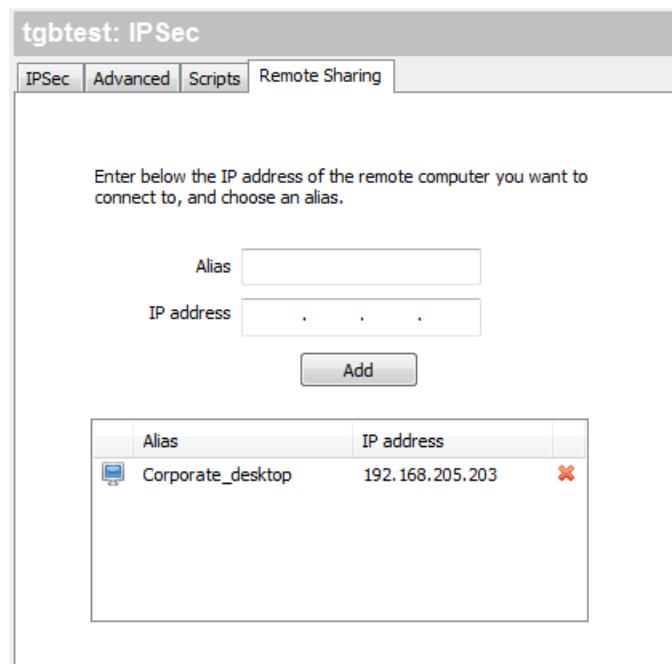 tgbtest: IPSec
IPSec Advanced Scripts Remote Sharing
Enter below the IP address of the remote computer you want to
connect to, and choose an alias.
Alias
IP address . . .
Add
Alias IP address
Corporate_desktop 192.168.205.203